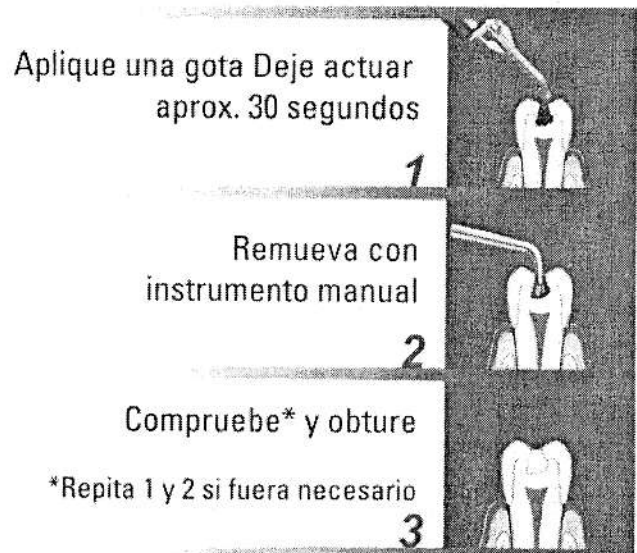 Aplique una gota Deje actuar
aprox. 30 segundos
1
Remueva con
instrumento manual
2
Compruebe* y obture
*Repita 1 y 2 si fuera necesario
3